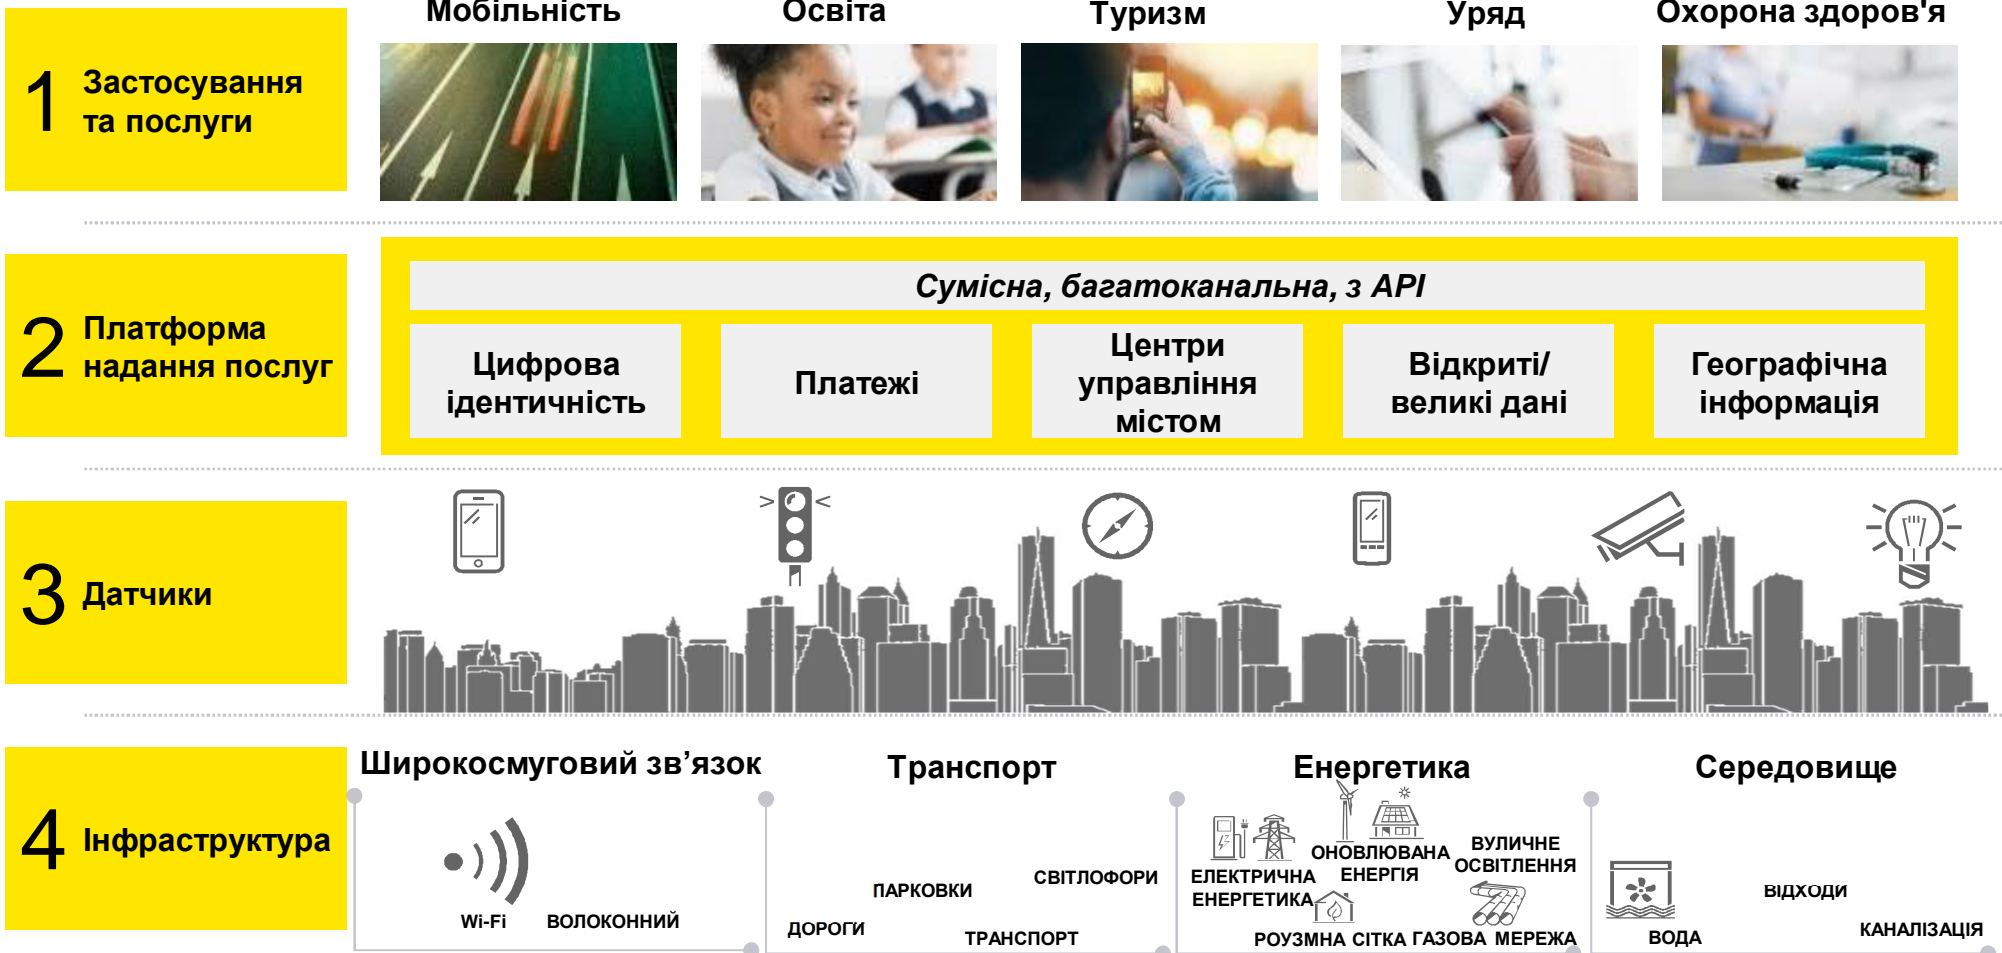 Мобільність
Освіта
Туризм
Уряд
Охорона здоров'я
1
Застосування
та послуги
2
Платформа
надання послуг
Сумісна, багатоканальна, з API
Цифрова
ідентичність
Платежі
Центри
управління
містом
Відкриті/
великі дані
Географічна
інформація
3
Датчики
4
Інфраструктура
Широкосмуговий зв’язок
Wi-Fi
ВОЛОКОННИЙ
Транспорт
ДОРОГИ
ПАРКОВКИ
СВІТЛОФОРИ
ТРАНСПОРТ
Енергетика
ЕЛЕКТРИЧНА
ЕНЕРГЕТИКА
ОНОВЛЮВАНА
ЕНЕРГІЯ
ВУЛИЧНЕ
ОСВІТЛЕННЯ
РОУЗМНА СІТКА
ГАЗОВА МЕРЕЖА
Середовище
ВОДА
ВІДХОДИ
КАНАЛІЗАЦІЯ